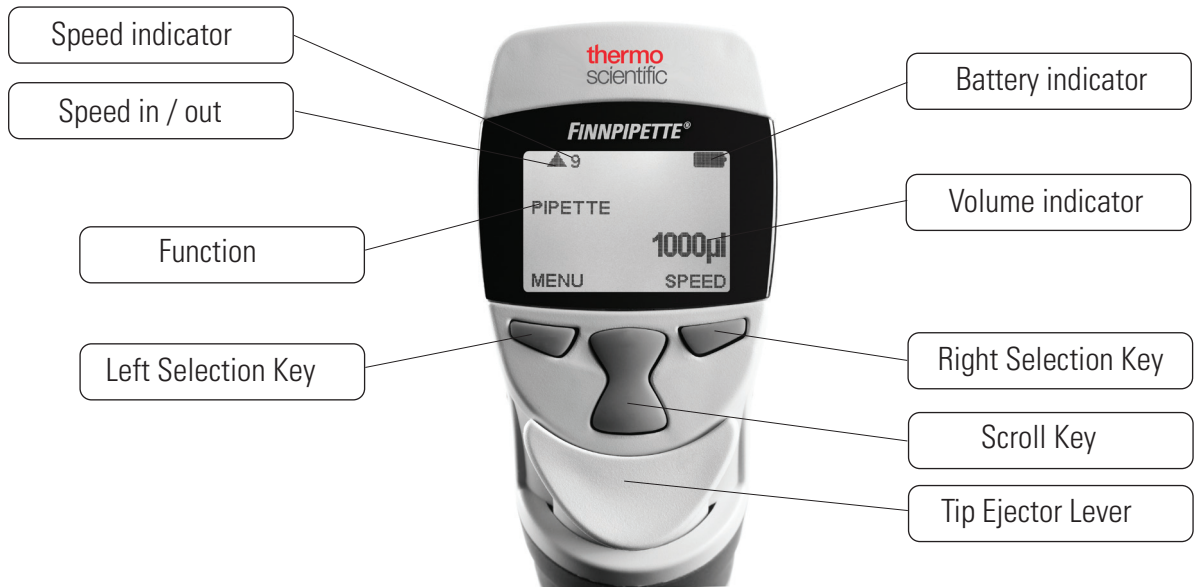 Speed indicator
Speed in / out
Function
Left Selection Key
thermo
scientific
FINNPIPETTE®
9
PIPETTE
1000µl
MENU
SPEED
Battery indicator
Volume indicator
Right Selection Key
Scroll Key
Tip Ejector Lever